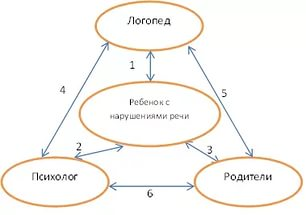 Логопед
4
1
5
Ребенок с
нарушениями речи
2
3
Психолог
Родители
6